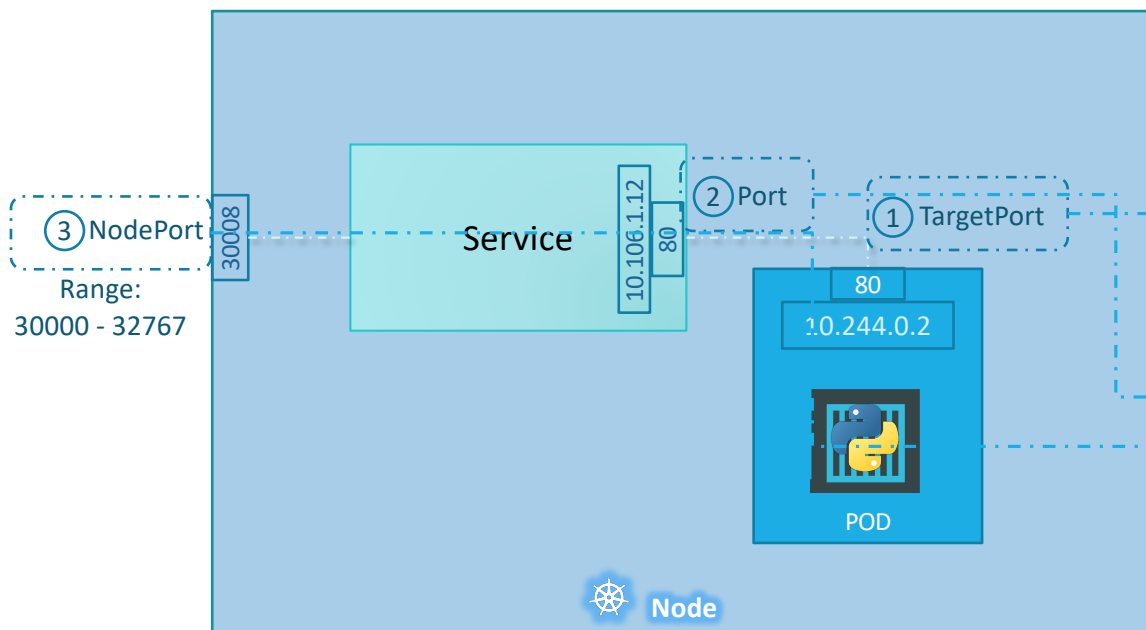 3 NodePort
Range:
30000 - 32767
30008
Service
10.106.1.12
80
2 Port
1 TargetPort
80
10.244.0.2
POD
Node